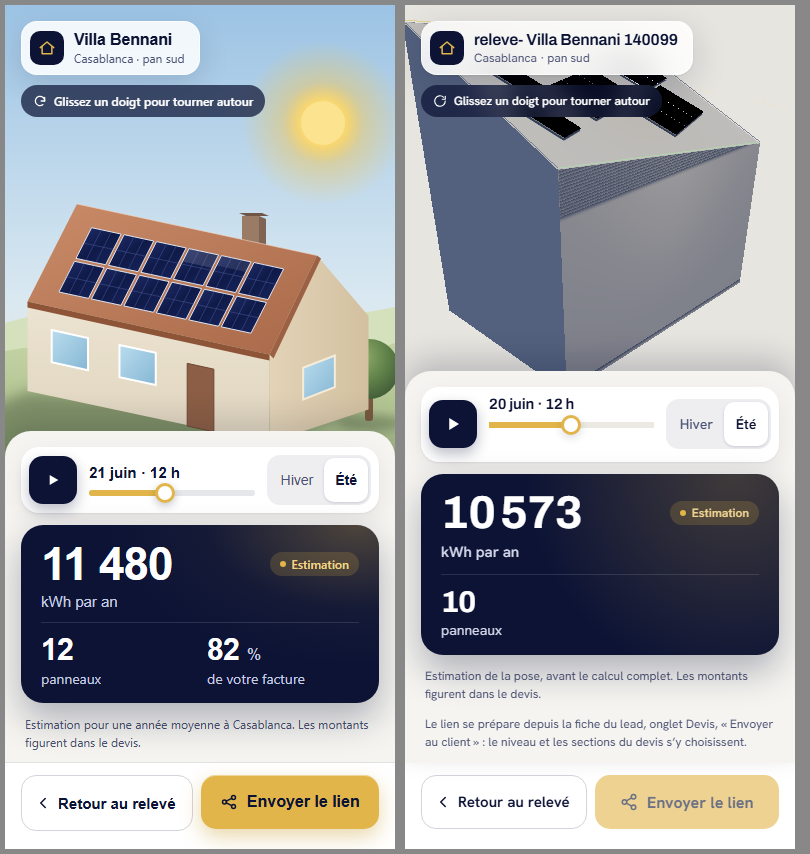 Villa Bennani
Casablanca · pan sud
Glissez un doigt pour tourner autour
21 juin · 12 h
Hiver
Été
11 480
Estimation
kWh par an
12
panneaux
82 %
de votre facture
Estimation pour une année moyenne à Casablanca. Les montants
figurent dans le devis.
Retour au relevé
Envoyer le lien
releve- Villa Bennani 140099
Casablanca · pan sud
Glissez un doigt pour tourner autour
20 juin · 12 h
Hiver
Été
10 573
Estimation
kWh par an
10
panneaux
Estimation de la pose, avant le calcul complet. Les montants
figurent dans le devis.
Le lien se prépare depuis la fiche du lead, onglet Devis, « Envoyer
au client » : le niveau et les sections du devis s’y choisissent.
Retour au relevé
Envoyer le lien